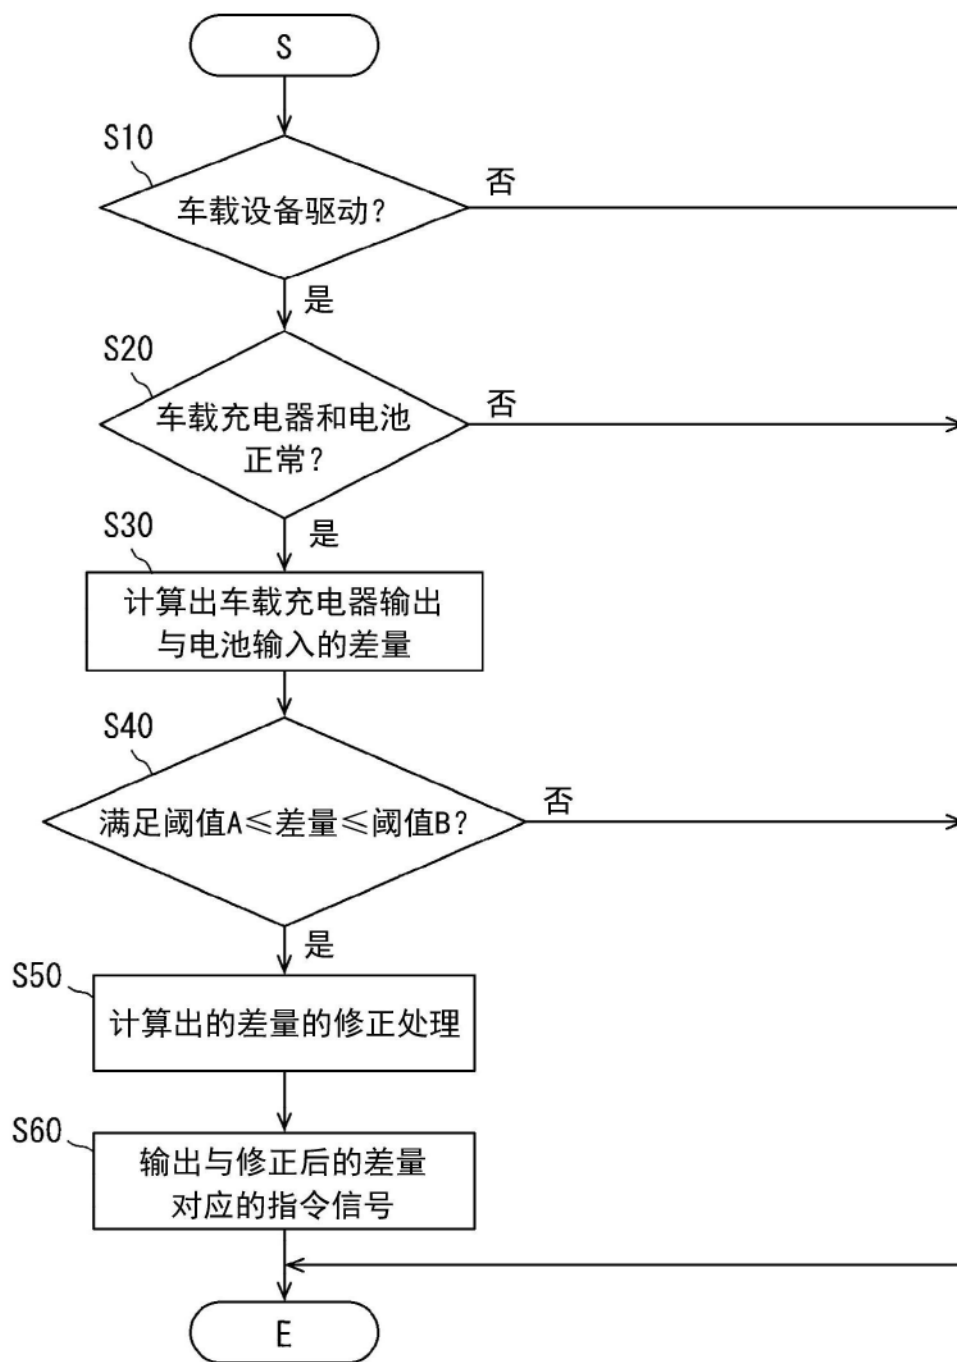 S
S10
否
车载设备驱动?
是
S20
否
车载充电器和电池
正常?
是
S30
计算出车载充电器输出
与电池输入的差量
S40
否
满足阈值A≤差量≤阈值B?
是
S50
计算出的差量的修正处理
S60
输出与修正后的差量
对应的指令信号
E